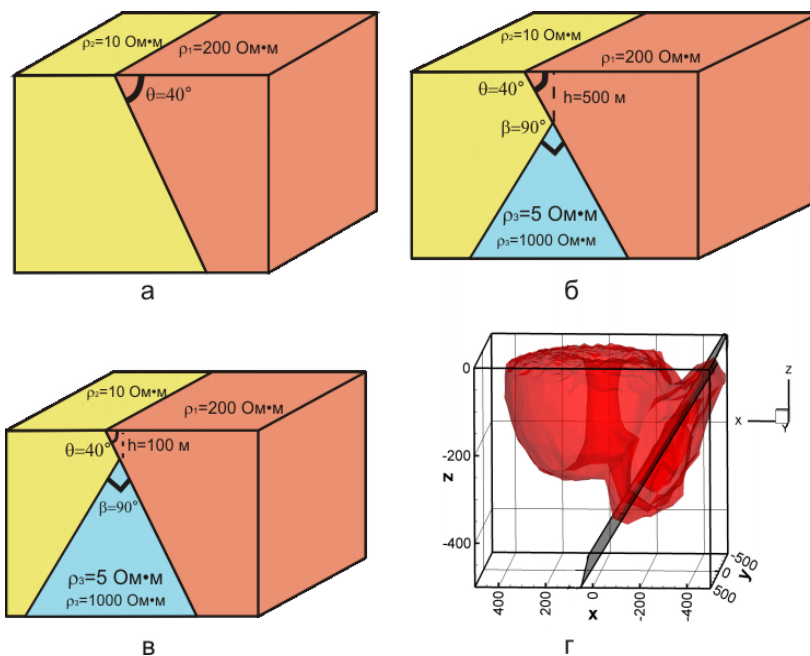 ρ₂=10 Ом•м
ρ₁=200 Ом•м
θ=40°
а
ρ₂=10 Ом•м
ρ₁=200 Ом•м
θ=40°
h=500 м
β=90°
ρ₃=5 Ом•м
ρ₃=1000 Ом•м
б
ρ₂=10 Ом•м
ρ₁=200 Ом•м
θ=40°
h=100 м
β=90°
ρ₃=5 Ом•м
ρ₃=1000 Ом•м
в
0
-200
-400
z
400 200 0 -200 -400
x
-500
0
500
y
X Z Y
г